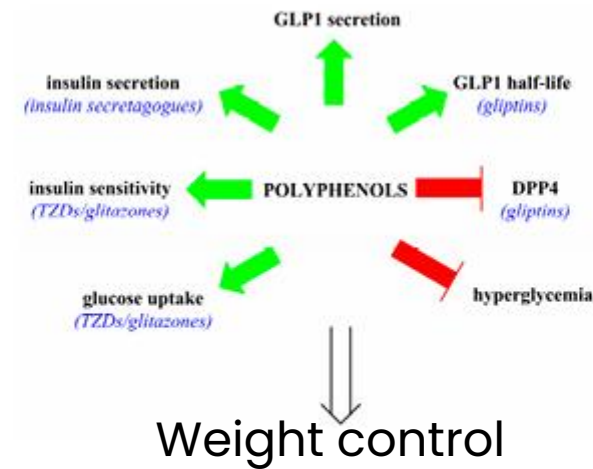 GLP1 secretion
insulin secretion
(insulin secretagogues)
GLP1 half-life
(gliptins)
insulin sensitivity
(TZDs/glitazones)
POLYPHENOLS
DPP4
(gliptins)
glucose uptake
(TZDs/glitazones)
hyperglycemia
Weight control